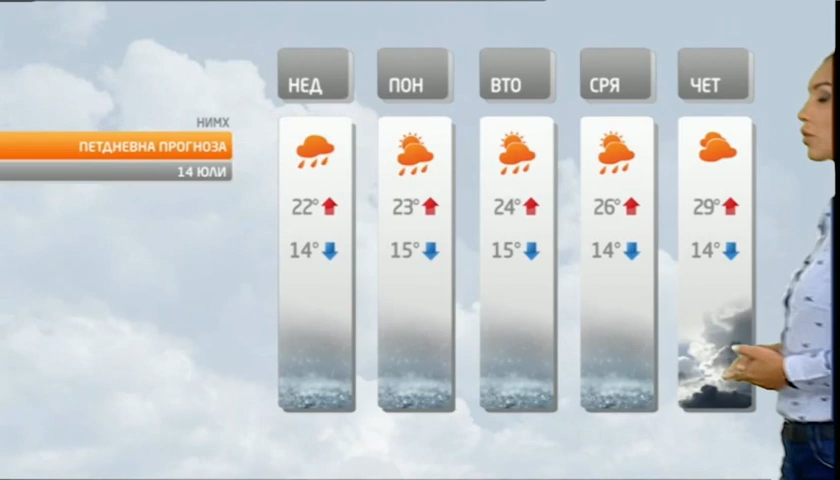 НЕД ПОН ВТО СРЯ ЧЕТ
НИМХ
ПЕТДНЕВНА ПРОГНОЗА
14 ЮЛИ
22° 23° 24° 26° 29°
14° 15° 15° 14° 14°